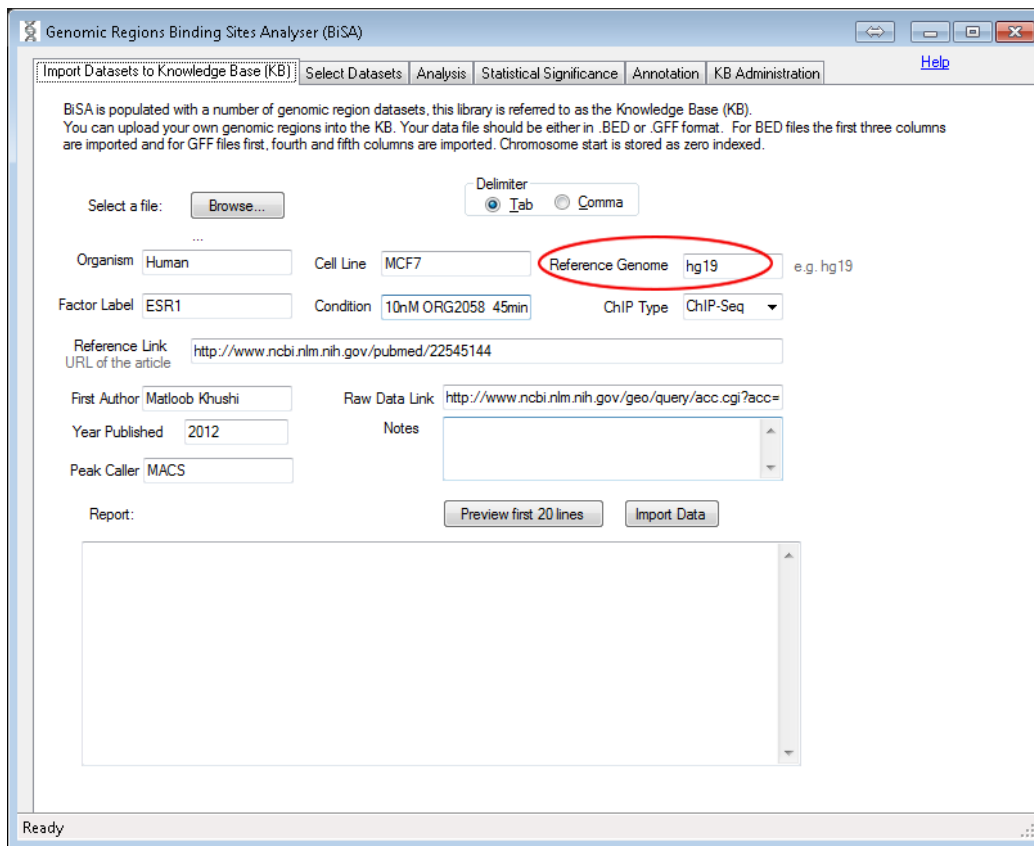 Genomic Regions Binding Sites Analyser (BiSA)
Import Datasets to Knowledge Base (KB) Select Datasets Analysis Statistical Significance Annotation KB Administration Help
BiSA is populated with a number of genomic region datasets, this library is referred to as the Knowledge Base (KB).
You can upload your own genomic regions into the KB. Your data file should be either in .BED or .GFF format. For BED files the first three columns
are imported and for GFF files first, fourth and fifth columns are imported. Chromosome start is stored as zero indexed.
Delimiter
Select a file: Browse... Tab Comma
...
Organism Human Cell Line MCF7 Reference Genome hg19 e.g. hg19
Factor Label ESR1 Condition 10nM ORG2058 45min ChIP Type ChIP-Seq
Reference Link http://www.ncbi.nlm.nih.gov/pubmed/22545144
URL of the article
First Author Matloob Khushi Raw Data Link http://www.ncbi.nlm.nih.gov/geo/query/acc.cgi?acc=
Year Published 2012 Notes
Peak Caller MACS
Report: Preview first 20 lines Import Data
Ready